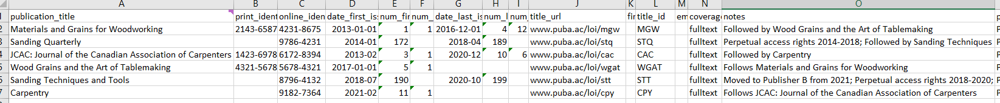 A B C D E F G H I J K L M N O
publication_title print_ident online_iden date_first_is num_fir num_ date_last_is num_l num_ title_url fir title_id em coverag notes p
2 Materials and Grains for Woodworking 2143-6587 4231-8675 2013-01-01 1 1 2016-12-01 4 12 www.puba.ac/loi/mgw MGW fulltext Followed by Wood Grains and the Art of Tablemaking P
Sanding Quarterly 9786-4231 2014-01 172 2018-04 189 www.puba.ac/loi/stq STQ fulltext Perpetual access rights 2014-2018; Followed by Sanding Techniques P
JCAC: Journal of the Canadian Association of Carpenters 1423-6978 6172-8394 2013-02 3 1 2020-12 10 6 www.puba.ac/loi/cac CAC fulltext Followed by Carpentry P
Wood Grains and the Art of Tablemaking 4321-5678 5678-4321 2017-01-01 5 1 www.puba.ac/loi/wgat WGAT fulltext Follows Materials and Grains for Woodworking P
Sanding Techniques and Tools 8796-4132 2018-07 190 2020-10 199 www.puba.ac/loi/stt STT fulltext Moved to Publisher B from 2021; Perpetual access rights 2018-2020; P
7 Carpentry 9182-7364 2021-02 11 1 www.puba.ac/loi/cpy CPY fulltext Follows JCAC: Journal of the Canadian Association of Carpenters P